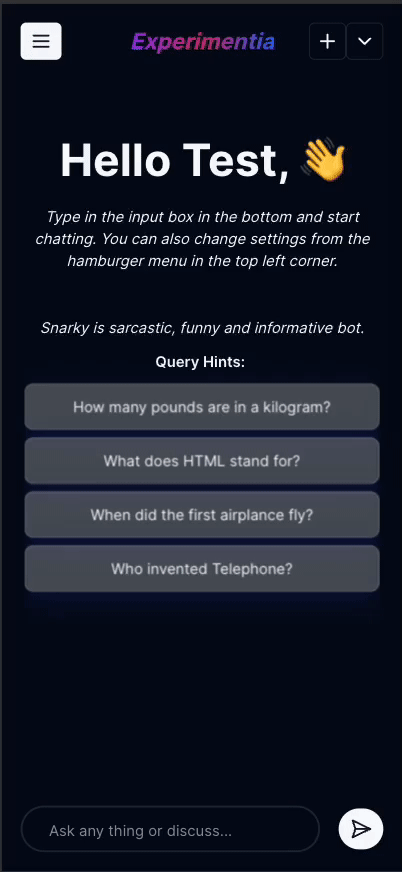 Experimentia
Hello Test, 👋
Type in the input box in the bottom and start
chatting. You can also change settings from the
hamburger menu in the top left corner.
Snarky is sarcastic, funny and informative bot.
Query Hints:
How many pounds are in a kilogram?
What does HTML stand for?
When did the first airplance fly?
Who invented Telephone?
Ask any thing or discuss...